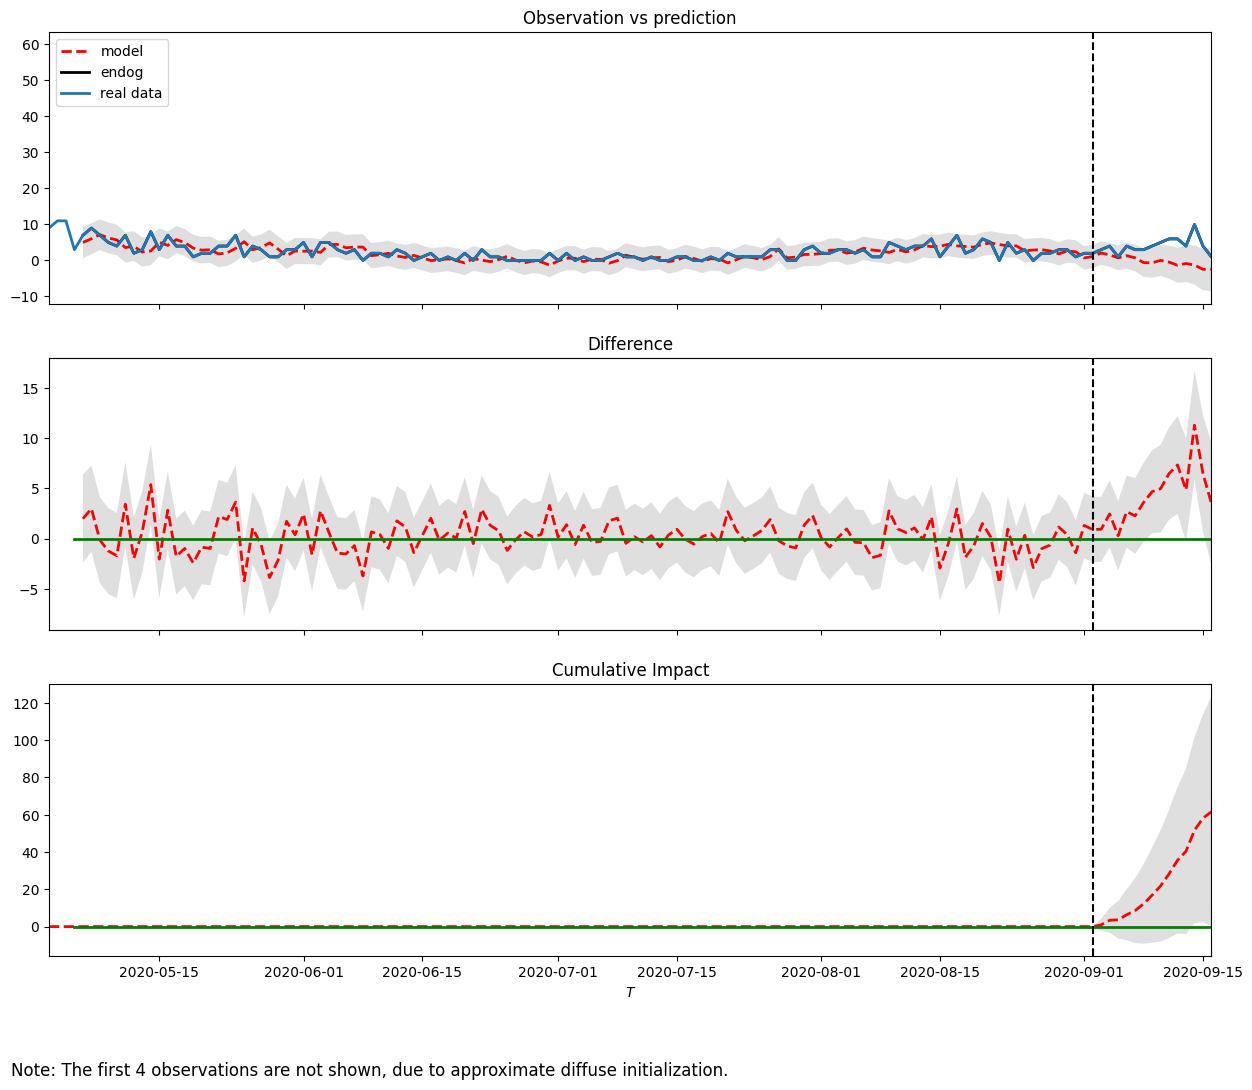 Observation vs prediction
60
50
40
30
20
10
0
−10
model
endog
real data
Difference
15
10
5
0
−5
Cumulative Impact
120
100
80
60
40
20
0
2020-05-15 2020-06-01 2020-06-15 2020-07-01 2020-07-15 2020-08-01 2020-08-15 2020-09-01 2020-09-15
T
Note: The first 4 observations are not shown, due to approximate diffuse initialization.